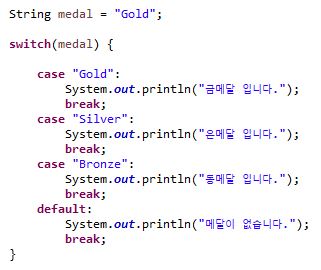 String medal = "Gold";
switch(medal) {
case "Gold":
System.out.println("금메달 입니다.");
break;
case "Silver":
System.out.println("은메달 입니다.");
break;
case "Bronze":
System.out.println("동메달 입니다.");
break;
default:
System.out.println("메달이 없습니다.");
break;
}